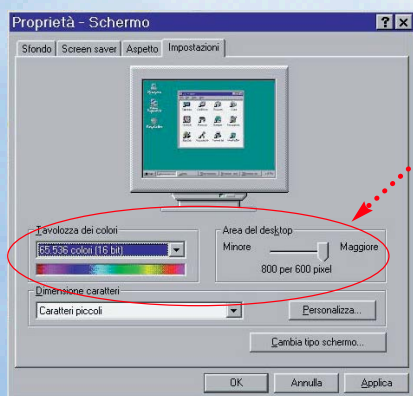 Proprietà - Schermo
Sfondo Screen saver Aspetto Impostazioni
Tavolozza dei colori
65.536 colori (16 bit)
Area del desktop
Minore Maggiore
800 per 600 pixel
Dimensione caratteri
Caratteri piccoli
Personalizza...
Cambia tipo schermo...
OK Annulla Applica